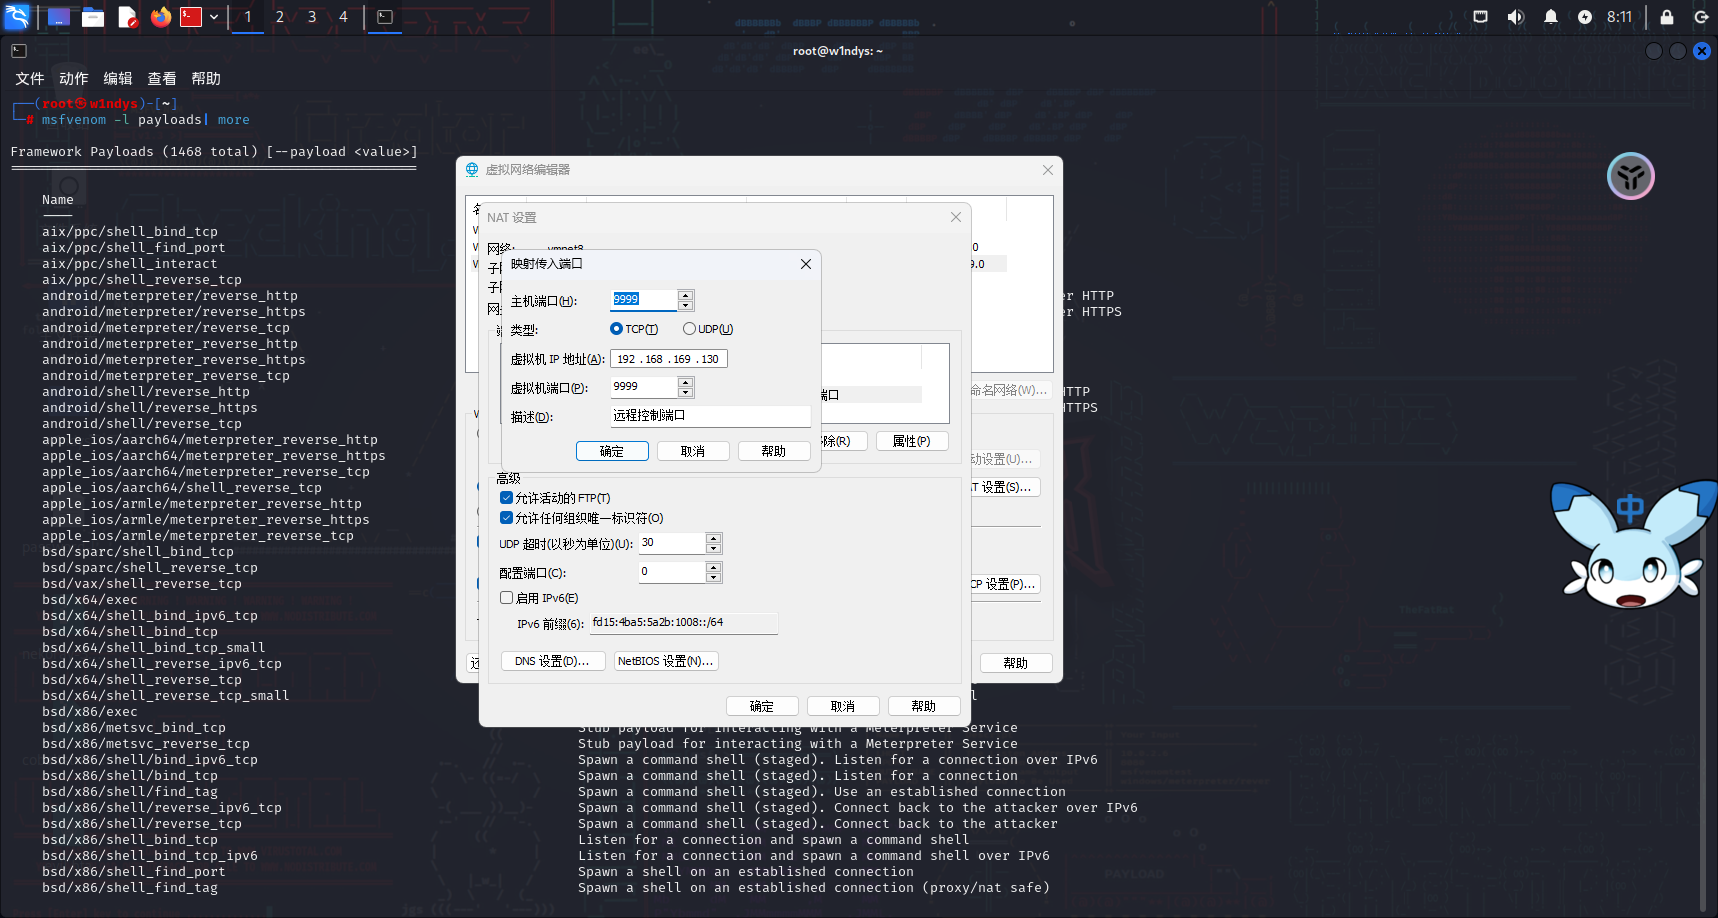 1 2 3 4
8:11
root@w1ndys: ~
文件 动作 编辑 查看 帮助
┌──(root㉿w1ndys)-[~]
└─# msfvenom -l payloads| more
Framework Payloads (1468 total) [--payload <value>]
Name
aix/ppc/shell_bind_tcp
aix/ppc/shell_find_port
aix/ppc/shell_interact
aix/ppc/shell_reverse_tcp
android/meterpreter/reverse_http
android/meterpreter/reverse_https
android/meterpreter/reverse_tcp
android/meterpreter_reverse_http
android/meterpreter_reverse_https
android/meterpreter_reverse_tcp
android/shell/reverse_http
android/shell/reverse_https
android/shell/reverse_tcp
apple_ios/aarch64/meterpreter_reverse_http
apple_ios/aarch64/meterpreter_reverse_https
apple_ios/aarch64/meterpreter_reverse_tcp
apple_ios/aarch64/shell_reverse_tcp
apple_ios/armle/meterpreter_reverse_http
apple_ios/armle/meterpreter_reverse_https
apple_ios/armle/meterpreter_reverse_tcp
bsd/sparc/shell_bind_tcp
bsd/sparc/shell_reverse_tcp
bsd/vax/shell_reverse_tcp
bsd/x64/exec
bsd/x64/shell_bind_ipv6_tcp
bsd/x64/shell_bind_tcp
bsd/x64/shell_bind_tcp_small
bsd/x64/shell_reverse_ipv6_tcp
bsd/x64/shell_reverse_tcp
bsd/x64/shell_reverse_tcp_small
bsd/x86/exec
bsd/x86/metsvc_bind_tcp Stub payload for interacting with a Meterpreter Service
bsd/x86/metsvc_reverse_tcp Stub payload for interacting with a Meterpreter Service
bsd/x86/shell/bind_ipv6_tcp Spawn a command shell (staged). Listen for a connection over IPv6
bsd/x86/shell/bind_tcp Spawn a command shell (staged). Listen for a connection
bsd/x86/shell/find_tag Spawn a command shell (staged). Use an established connection
bsd/x86/shell/reverse_ipv6_tcp Spawn a command shell (staged). Connect back to the attacker over IPv6
bsd/x86/shell/reverse_tcp Spawn a command shell (staged). Connect back to the attacker
bsd/x86/shell_bind_tcp Listen for a connection and spawn a command shell
bsd/x86/shell_bind_tcp_ipv6 Listen for a connection and spawn a command shell over IPv6
bsd/x86/shell_find_port Spawn a shell on an established connection
bsd/x86/shell_find_tag Spawn a shell on an established connection (proxy/nat safe)
HTTP
HTTPS
HTTP
HTTPS
虚拟网络编辑器
命名网络(W)...
设置(U)...
设置(S)...
设置(P)...
帮助
NAT 设置
网络: vmnet8
端口
属性(P)
高级
允许活动的 FTP(T)
允许任何组织唯一标识符(O)
UDP 超时(以秒为单位)(U): 30
配置端口(C): 0
启用 IPv6(E)
IPv6 前缀(6): fd15:4ba5:5a2b:1008::/64
DNS 设置(D)... NetBIOS 设置(N)...
确定 取消 帮助
映射传入端口
主机端口(H): 9999
类型: TCP(T) UDP(U)
虚拟机 IP 地址(A): 192 . 168 . 169 . 130
虚拟机端口(P): 9999
描述(D): 远程控制端口
确定 取消 帮助
中